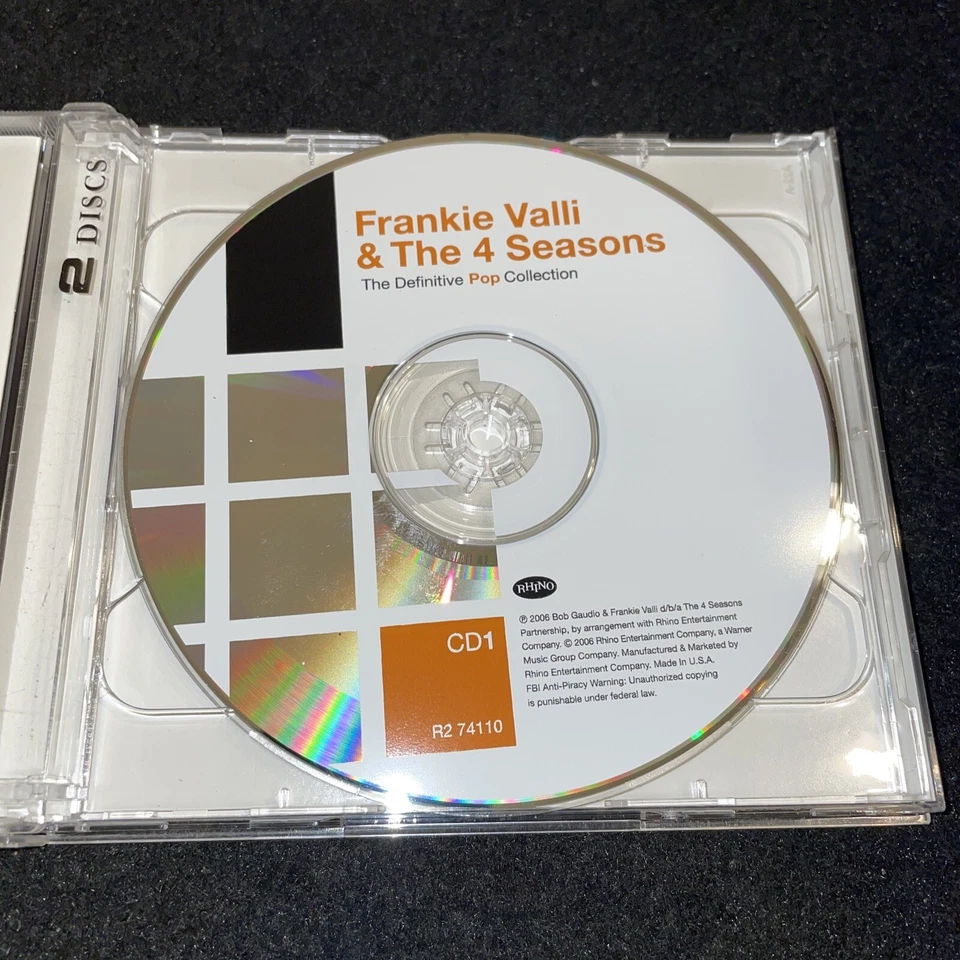 2 DISCS
Frankie Valli
& The 4 Seasons
The Definitive Pop Collection
RHINO
℗ 2006 Bob Gaudio & Frankie Valli d/b/a The 4 Seasons
Partnership, by arrangement with Rhino Entertainment
Company. © 2006 Rhino Entertainment Company, a Warner
Music Group Company. Manufactured & Marketed by
Rhino Entertainment Company. Made In U.S.A.
FBI Anti-Piracy Warning: Unauthorized copying
is punishable under federal law.
CD1
R2 74110